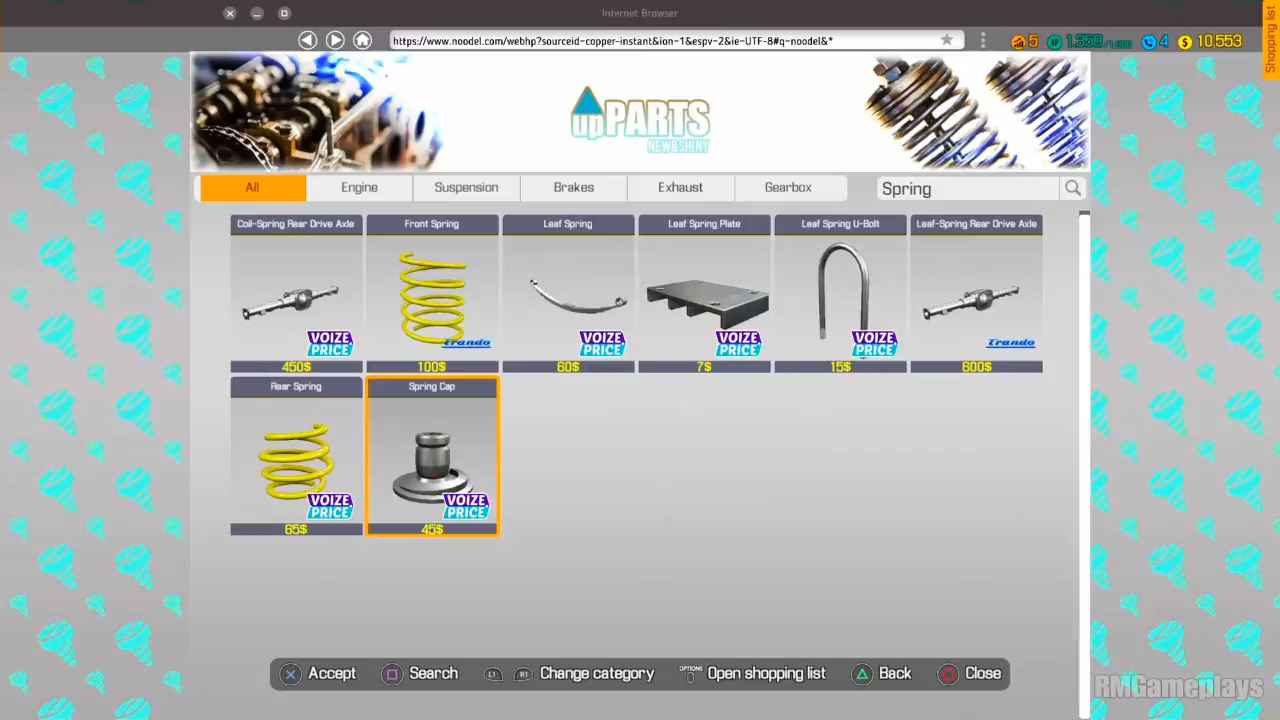 Internet Browser
https://www.noodel.com/webhp?sourceid-copper-instant&ion-1&espv-2&ie-UTF-8#q-noodel&*
5
4
10,553
Shopping list
upPARTS
NEW&SHINY
All
Engine
Suspension
Brakes
Exhaust
Gearbox
Spring
Coil-Spring Rear Drive Axle
Front Spring
Leaf Spring
Leaf Spring Plate
Leaf Spring U-Bolt
Leaf-Spring Rear Drive Axle
VOIZE PRICE
Trando
VOIZE PRICE
VOIZE PRICE
VOIZE PRICE
Trando
450$
100$
60$
7$
15$
600$
Rear Spring
Spring Cap
VOIZE PRICE
VOIZE PRICE
65$
45$
Accept
Search
L1
R1
Change category
OPTIONS
Open shopping list
Back
Close
RMGameplays